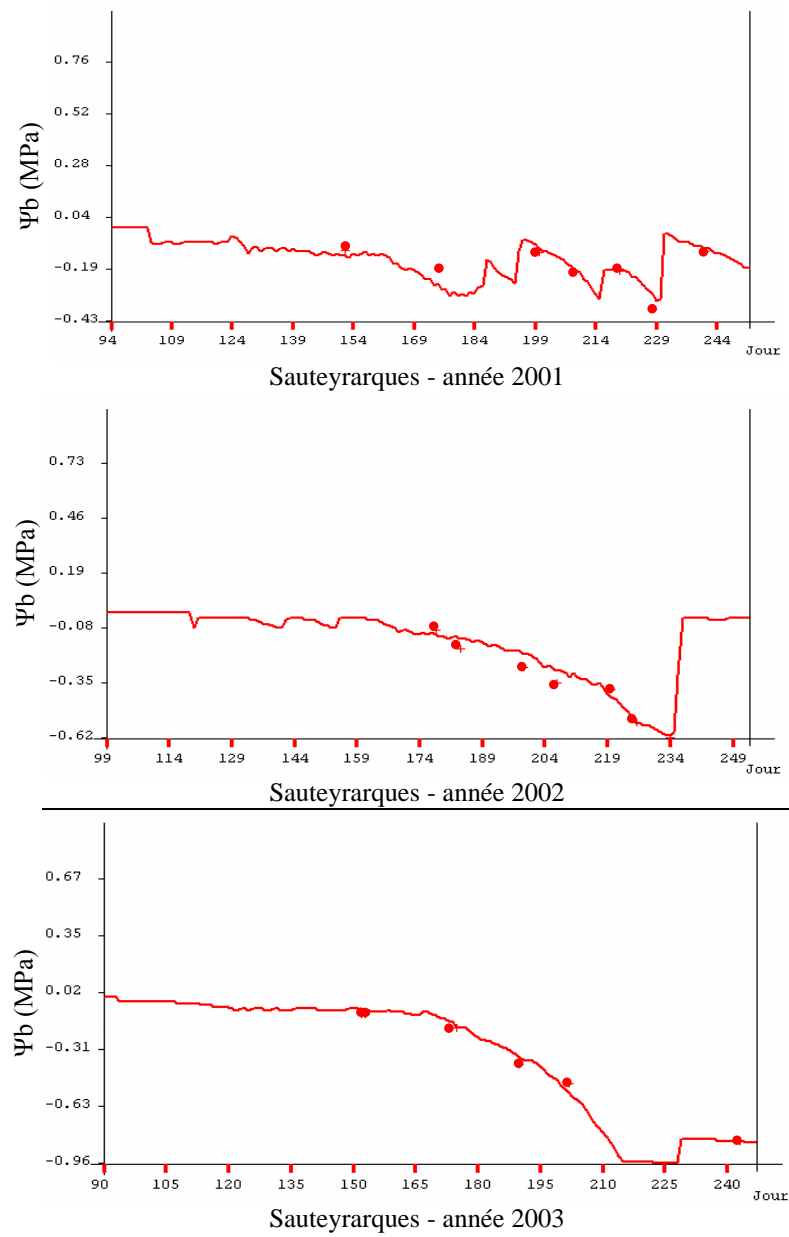 0.76
0.52
0.28
0.04
-0.19
-0.43
Ψb (MPa)
94 109 124 139 154 169 184 199 214 229 244
Jour
Sauteyrarques - année 2001
0.73
0.46
0.19
-0.08
-0.35
-0.62
Ψb (MPa)
99 114 129 144 159 174 189 204 219 234 249
Jour
Sauteyrarques - année 2002
0.67
0.35
0.02
-0.31
-0.63
-0.96
Ψb (MPa)
90 105 120 135 150 165 180 195 210 225 240
Jour
Sauteyrarques - année 2003